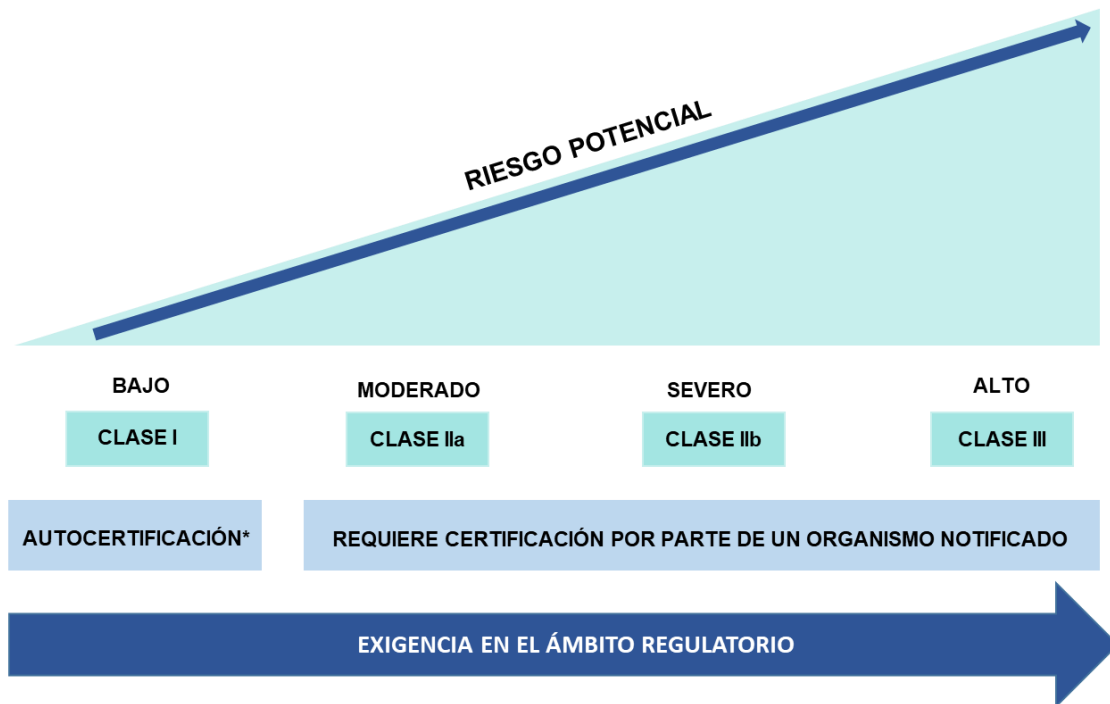 RIESGO POTENCIAL
BAJO
MODERADO
SEVERO
ALTO
CLASE I
CLASE IIa
CLASE IIb
CLASE III
AUTOCERTIFICACIÓN*
REQUIERE CERTIFICACIÓN POR PARTE DE UN ORGANISMO NOTIFICADO
EXIGENCIA EN EL ÁMBITO REGULATORIO